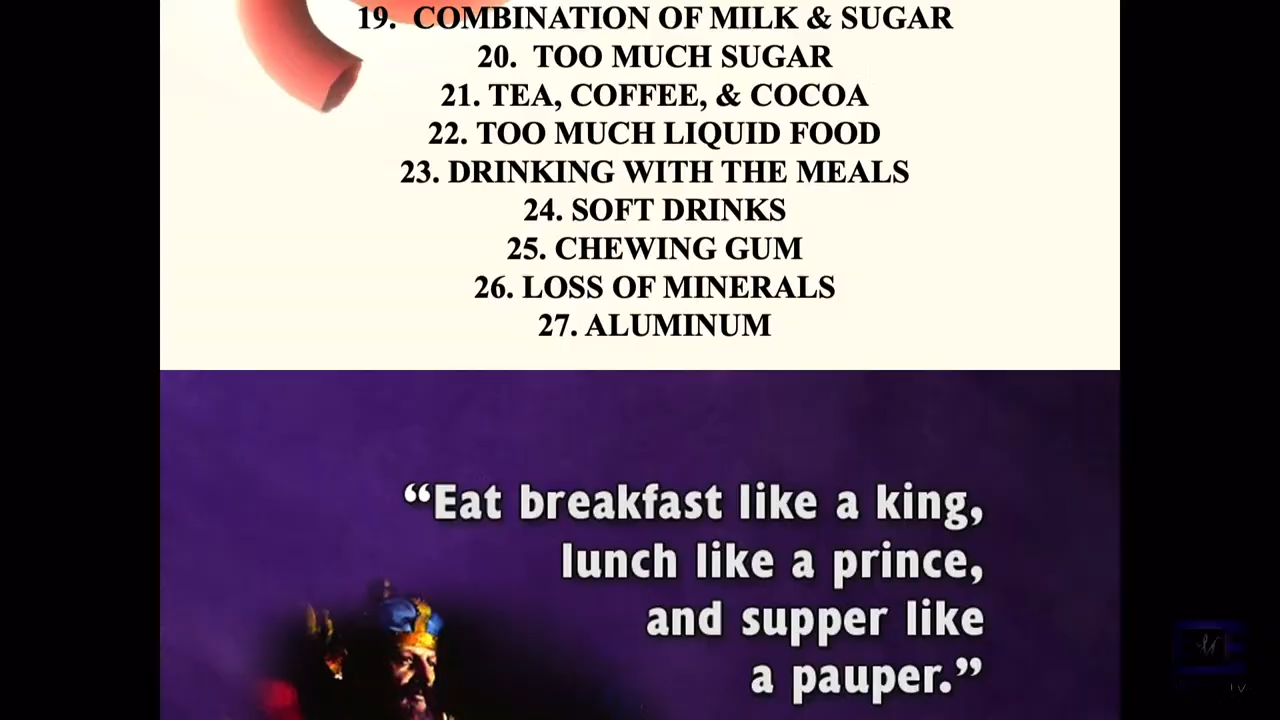 19. COMBINATION OF MILK & SUGAR
20. TOO MUCH SUGAR
21. TEA, COFFEE, & COCOA
22. TOO MUCH LIQUID FOOD
23. DRINKING WITH THE MEALS
24. SOFT DRINKS
25. CHEWING GUM
26. LOSS OF MINERALS
27. ALUMINUM
“Eat breakfast like a king,
lunch like a prince,
and supper like
a pauper.”